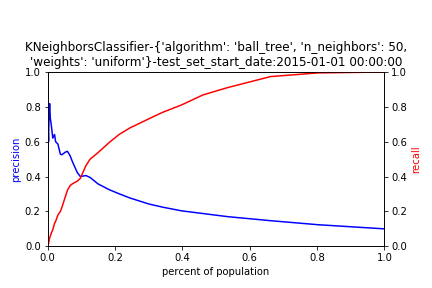 KNeighborsClassifier-{'algorithm': 'ball_tree', 'n_neighbors': 50,
'weights': 'uniform'}-test_set_start_date:2015-01-01 00:00:00
1.0
0.8
0.6
0.4
0.2
0.0
precision
0.0 0.2 0.4 0.6 0.8 1.0
percent of population
1.0
0.8
0.6
0.4
0.2
0.0
recall